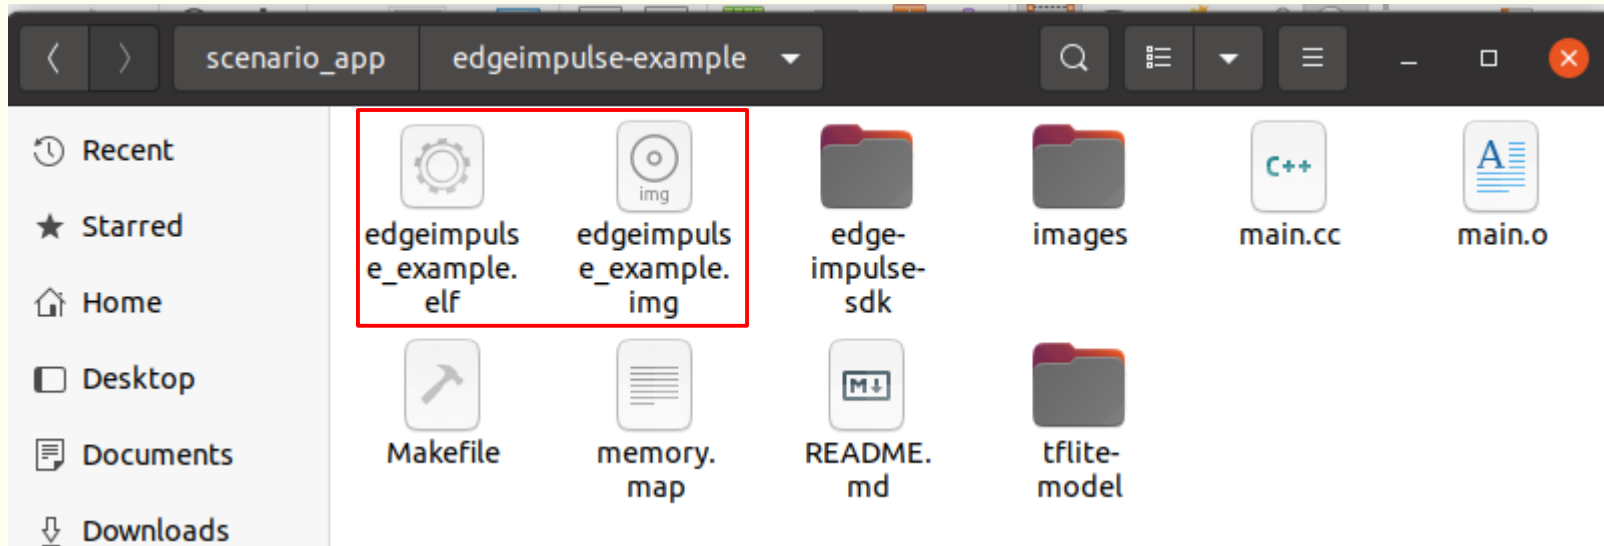 scenario_app
edgeimpulse-example
Recent
Starred
Home
Desktop
Documents
Downloads
img
C++
A
edgeimpuls
e_example.
elf
edgeimpuls
e_example.
img
edge-
impulse-
sdk
images
main.cc
main.o
M↓
Makefile
memory.
map
README.
md
tflite-
model